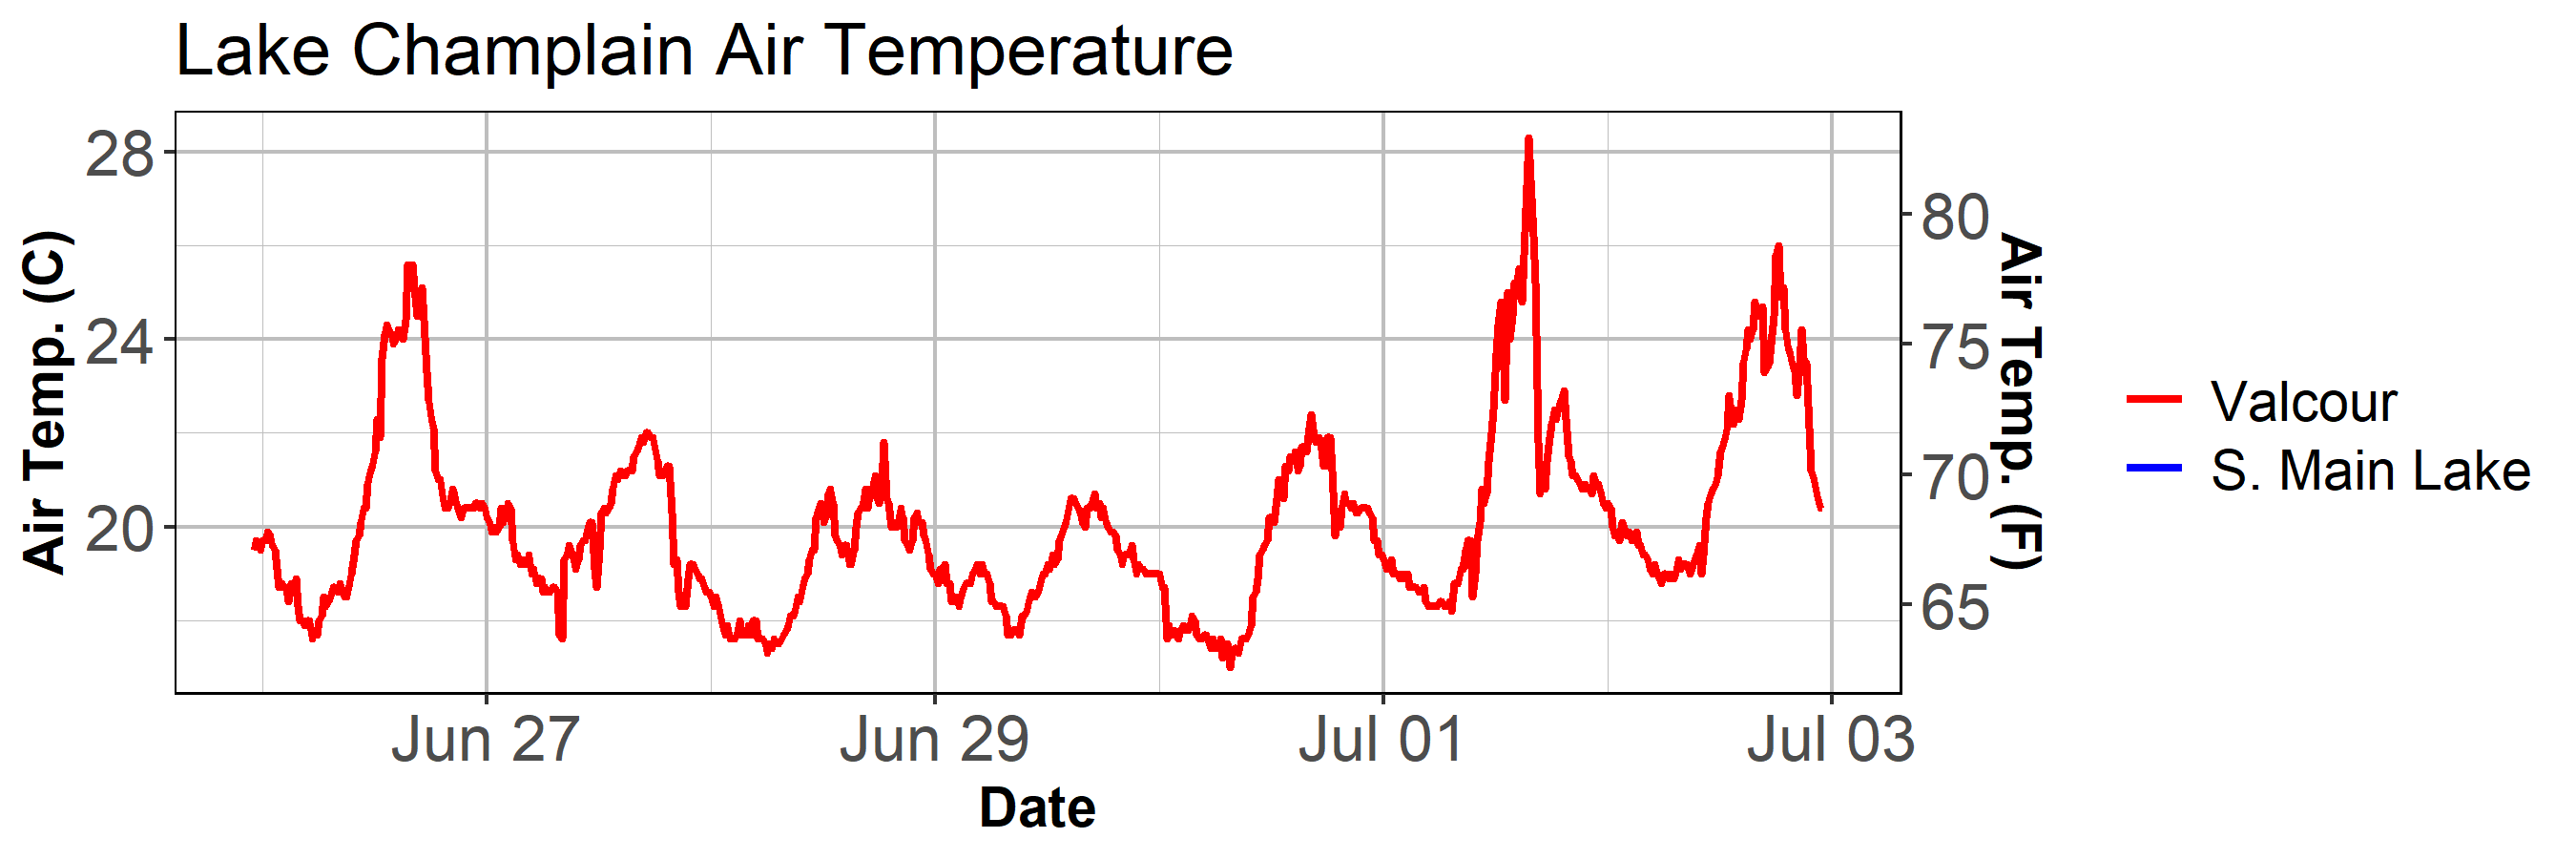 Lake Champlain Air Temperature
28
24
20
Air Temp. (C)
80
75
70
65
Air Temp. (F)
Jun 27
Jun 29
Jul 01
Jul 03
Date
Valcour
S. Main Lake